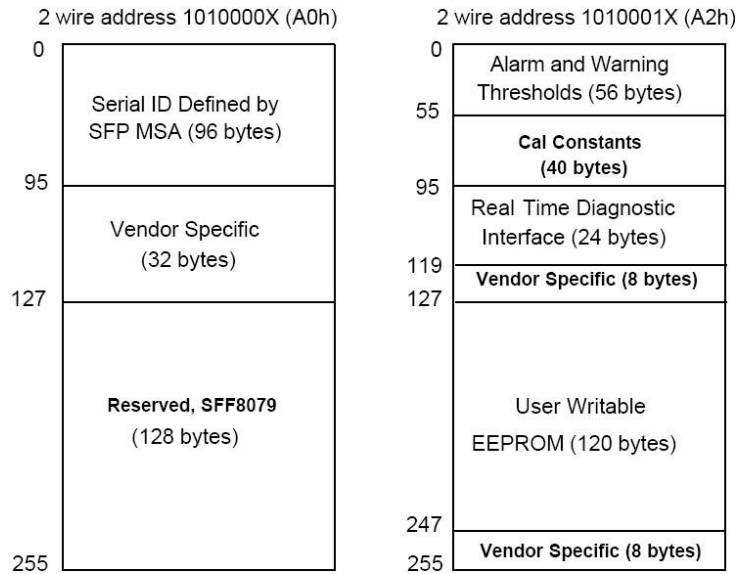 2 wire address 1010000X (A0h)
0
Serial ID Defined by
SFP MSA (96 bytes)
95
Vendor Specific
(32 bytes)
127
Reserved, SFF8079
(128 bytes)
255
2 wire address 1010001X (A2h)
0
Alarm and Warning
Thresholds (56 bytes)
55
Cal Constants
(40 bytes)
95
Real Time Diagnostic
Interface (24 bytes)
119
Vendor Specific (8 bytes)
127
User Writable
EEPROM (120 bytes)
247
Vendor Specific (8 bytes)
255